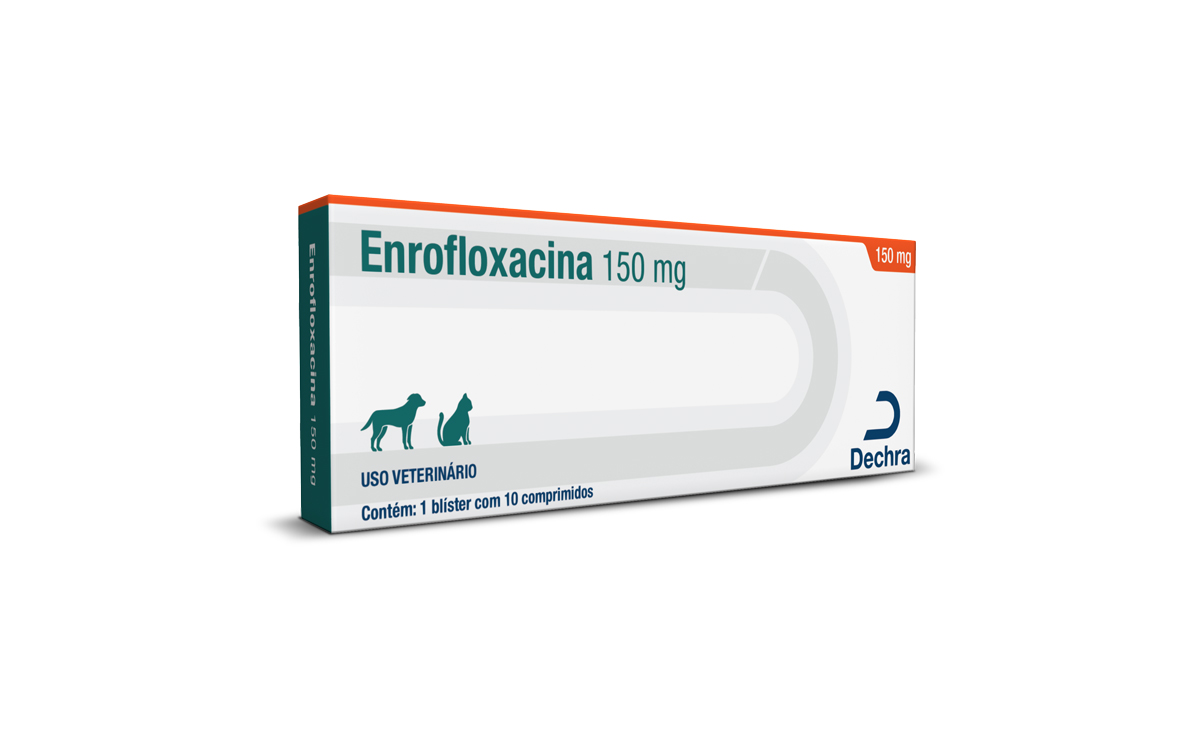 Enrofloxacina 150 mg
150 mg
Enrofloxacina 150 mg
USO VETERINÁRIO
Contém: 1 blíster com 10 comprimidos
Dechra